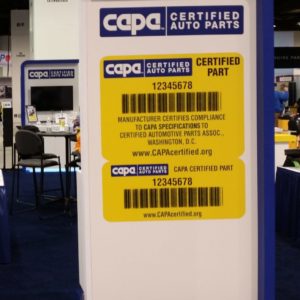 capa CERTIFIED AUTO PARTS
capa CERTIFIED AUTO PARTS CERTIFIED PART
12345678
MANUFACTURER CERTIFIES COMPLIANCE
TO CAPA SPECIFICATIONS TO
CERTIFIED AUTOMOTIVE PARTS ASSOC.,
WASHINGTON, D.C.
www.CAPAcertified.org
capa CERTIFIED AUTO PARTS CAPA CERTIFIED PART
12345678
www.CAPAcertified.org
capa CERTIFIED AUTO PARTS